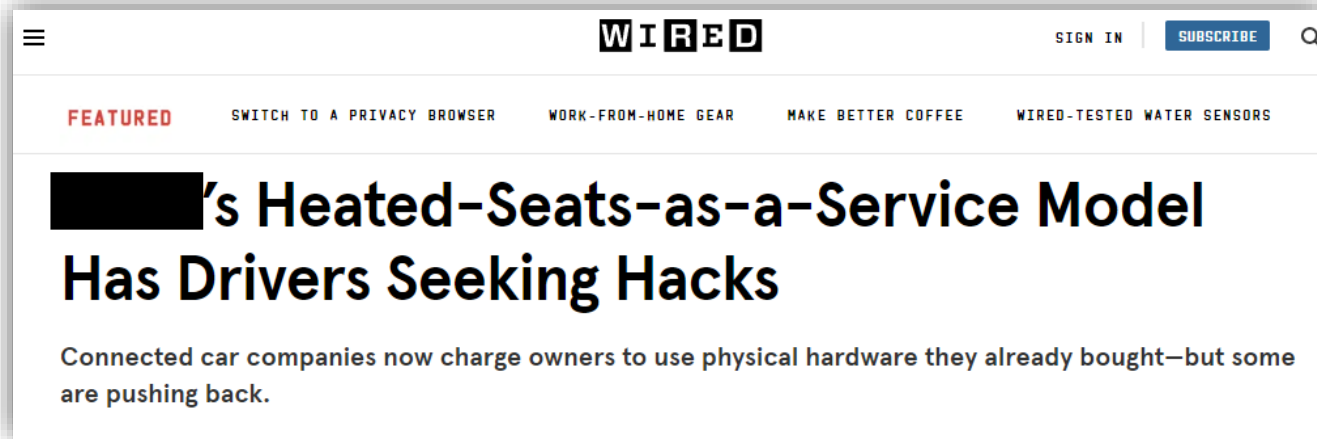 WIRED
SIGN IN SUBSCRIBE
FEATURED SWITCH TO A PRIVACY BROWSER WORK-FROM-HOME GEAR MAKE BETTER COFFEE WIRED-TESTED WATER SENSORS
’s Heated-Seats-as-a-Service Model
Has Drivers Seeking Hacks
Connected car companies now charge owners to use physical hardware they already bought—but some
are pushing back.